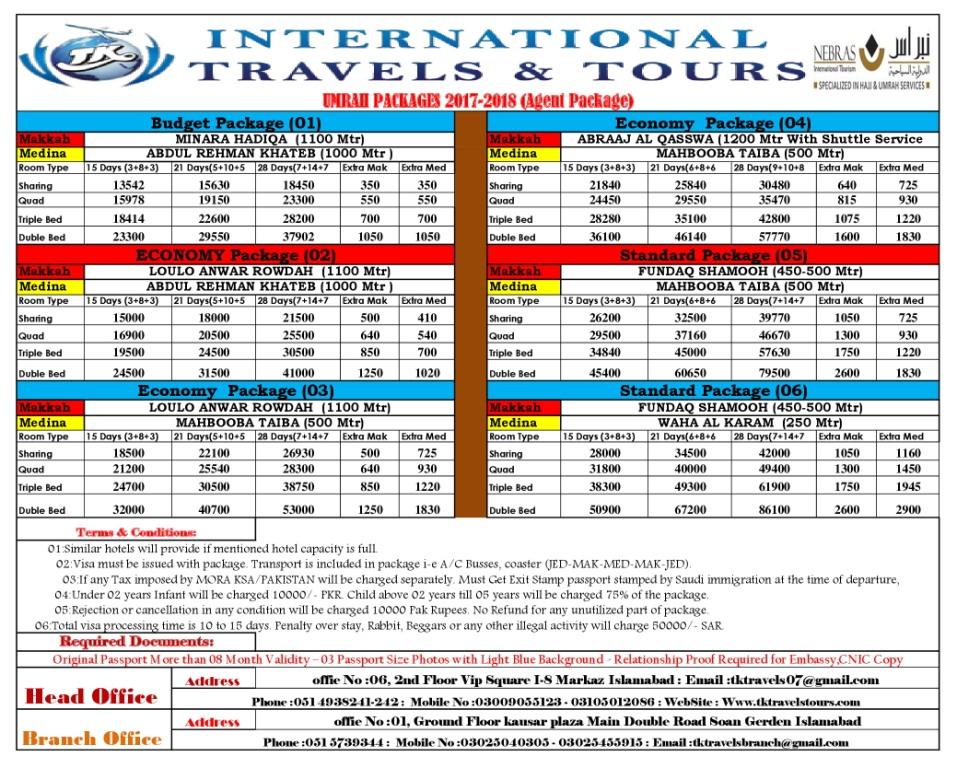 TK
INTERNATIONAL
TRAVELS & TOURS
نبراس
NEBRAS
الدولية السياحية
International Tourism
SPECIALIZED IN HAJJ & UMRAH SERVICES
UMRAH PACKAGES 2017-2018 (Agent Package)
Budget Package (01)
Makkah MINARA HADIQA (1100 Mtr)
Medina ABDUL REHMAN KHATEB (1000 Mtr )
Room Type 15 Days (3+8+3) 21 Days(5+10+5 28 Days(7+14+7 Extra Mak Extra Med
Sharing 13542 15630 18450 350 350
Quad 15978 19150 23300 550 550
Triple Bed 18414 22600 28200 700 700
Duble Bed 23300 29550 37902 1050 1050
ECONOMY Package (02)
Makkah LOULO ANWAR ROWDAH (1100 Mtr)
Medina ABDUL REHMAN KHATEB (1000 Mtr )
Room Type 15 Days (3+8+3) 21 Days(5+10+5 28 Days(7+14+7 Extra Mak Extra Med
Sharing 15000 18000 21500 500 410
Quad 16900 20500 25500 640 540
Triple Bed 19500 24500 30500 850 700
Duble Bed 24500 31500 41000 1250 1020
Economy Package (03)
Makkah LOULO ANWAR ROWDAH (1100 Mtr)
Medina MAHBOOBA TAIBA (500 Mtr)
Room Type 15 Days (3+8+3) 21 Days(5+10+5 28 Days(7+14+7 Extra Mak Extra Med
Sharing 18500 22100 26930 500 725
Quad 21200 25540 28300 640 930
Triple Bed 24700 30500 38750 850 1220
Duble Bed 32000 40700 53000 1250 1830
Economy Package (04)
Makkah ABRAAJ AL QASSWA (1200 Mtr With Shuttle Service
Medina MAHBOOBA TAIBA (500 Mtr)
Room Type 15 Days (3+8+3) 21 Days(6+8+6 28 Days(9+10+8 Extra Mak Extra Med
Sharing 21840 25840 30480 640 725
Quad 24450 29550 35470 815 930
Triple Bed 28280 35100 42800 1075 1220
Duble Bed 36100 46140 57770 1600 1830
Standard Package (05)
Makkah FUNDAQ SHAMOOH (450-500 Mtr)
Medina MAHBOOBA TAIBA (500 Mtr)
Room Type 15 Days (3+8+3) 21 Days(6+8+6 28 Days(7+14+7 Extra Mak Extra Med
Sharing 26200 32500 39770 1050 725
Quad 29500 37160 46670 1300 930
Triple Bed 34840 45000 57630 1750 1220
Duble Bed 45400 60650 79500 2600 1830
Standard Package (06)
Makkah FUNDAQ SHAMOOH (450-500 Mtr)
Medina WAHA AL KARAM (250 Mtr)
Room Type 15 Days (3+8+3) 21 Days(6+8+6 28 Days(7+14+7 Extra Mak Extra Med
Sharing 28000 34500 42000 1050 1160
Quad 31800 40000 49400 1300 1450
Triple Bed 38300 49300 61900 1750 1945
Duble Bed 50900 67200 86100 2600 2900
Terms & Conditions:
01:Similar hotels will provide if mentioned hotel capacity is full.
02:Visa must be issued with package. Transport is included in package i-e A/C Busses, coaster (JED-MAK-MED-MAK-JED).
03:If any Tax imposed by MORA KSA/PAKISTAN will be charged separately. Must Get Exit Stamp passport stamped by Saudi immigration at the time of departure,
04:Under 02 years Infant will be charged 10000/- PKR. Child above 02 years till 05 years will be charged 75% of the package.
05:Rejection or cancellation in any condition will be charged 10000 Pak Rupees. No Refund for any unutilized part of package.
06:Total visa processing time is 10 to 15 days. Penalty over stay, Rabbit, Beggars or any other illegal activity will charge 50000/- SAR.
Required Documents:
Original Passport More than 08 Month Validity – 03 Passport Size Photos with Light Blue Background - Relationship Proof Required for Embassy,CNIC Copy
Head Office
Address offie No :06, 2nd Floor Vip Square I-8 Markaz Islamabad : Email :tktravels07@gmail.com
Phone :051 4938241-242 : Mobile No :03009055123 - 03105012086 : WebSite : Www.tktravelstours.com
Branch Office
Address offie No :01, Ground Floor kausar plaza Main Double Road Soan Gerden Islamabad
Phone :051 5739344 : Mobile No :03025040305 - 03025455915 : Email :tktravelsbranch@gmail.com